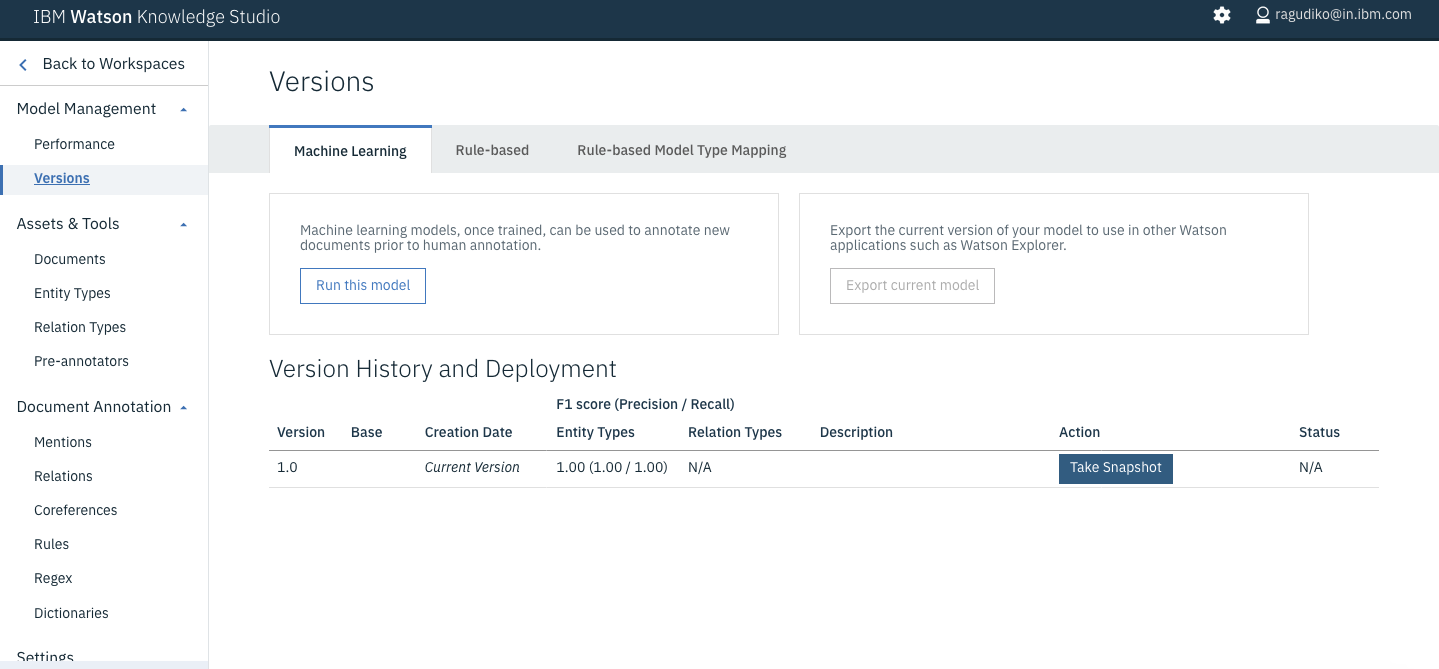 IBM Watson Knowledge Studio
ragudiko@in.ibm.com
Back to Workspaces
Model Management
Performance
Versions
Assets & Tools
Documents
Entity Types
Relation Types
Pre-annotators
Document Annotation
Mentions
Relations
Coreferences
Rules
Regex
Dictionaries
Settings
Versions
Machine Learning Rule-based Rule-based Model Type Mapping
Machine learning models, once trained, can be used to annotate new
documents prior to human annotation.
Run this model
Export the current version of your model to use in other Watson
applications such as Watson Explorer.
Export current model
Version History and Deployment
F1 score (Precision / Recall)
Version Base Creation Date Entity Types Relation Types Description Action Status
1.0 Current Version 1.00 (1.00 / 1.00) N/A Take Snapshot N/A